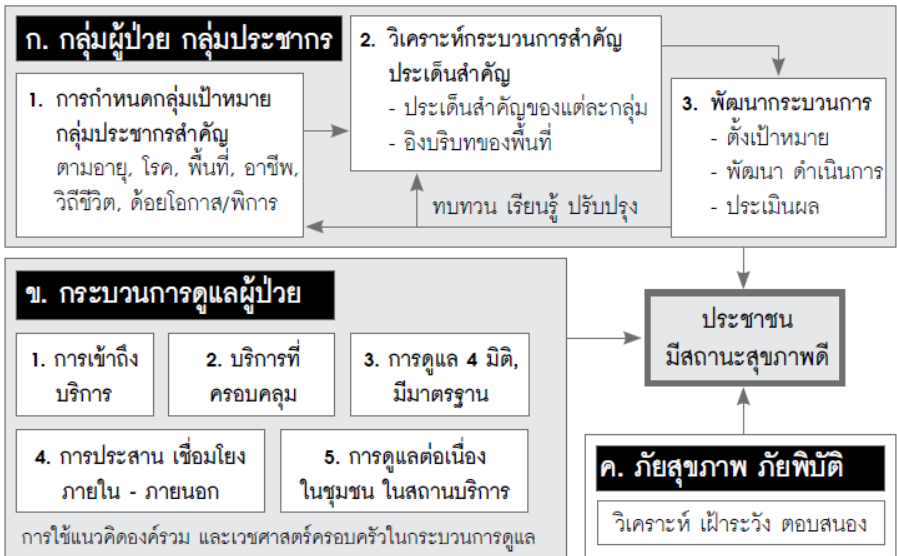 ก. กลุ่มผู้ป่วย กลุ่มประชากร
1. การกำหนดกลุ่มเป้าหมาย
กลุ่มประชากรสำคัญ
ตามอายุ, โรค, พื้นที่, อาชีพ,
วิถีชีวิต, ด้อยโอกาส/พิการ
2. วิเคราะห์กระบวนการสำคัญ
ประเด็นสำคัญ
- ประเด็นสำคัญของแต่ละกลุ่ม
- อิงบริบทของพื้นที่
3. พัฒนากระบวนการ
- ตั้งเป้าหมาย
- พัฒนา ดำเนินการ
- ประเมินผล
ทบทวน เรียนรู้ ปรับปรุง
ข. กระบวนการดูแลผู้ป่วย
1. การเข้าถึง
บริการ
2. บริการที่
ครอบคลุม
3. การดูแล 4 มิติ,
มีมาตรฐาน
4. การประสาน เชื่อมโยง
ภายใน - ภายนอก
5. การดูแลต่อเนื่อง
ในชุมชน ในสถานบริการ
การใช้แนวคิดองค์รวม และเวชศาสตร์ครอบครัวในกระบวนการดูแล
ประชาชน
มีสถานะสุขภาพดี
ค. ภัยสุขภาพ ภัยพิบัติ
วิเคราะห์ เฝ้าระวัง ตอบสนอง